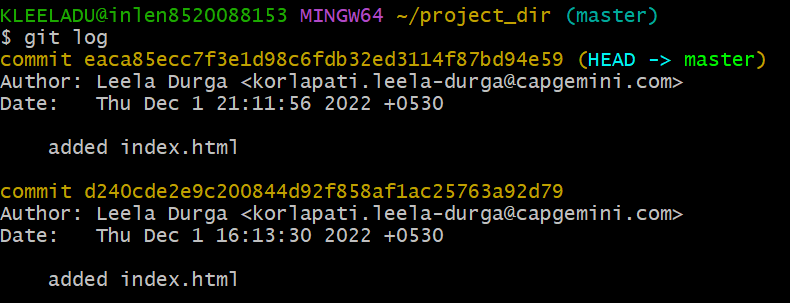 KLEELADU@inlen8520088153 MINGW64 ~/project_dir (master)
$ git log
commit eaca85ecc7f3e1d98c6fdb32ed3114f87bd94e59 (HEAD -> master)
Author: Leela Durga <korlapati.leela-durga@capgemini.com>
Date:   Thu Dec 1 21:11:56 2022 +0530
    added index.html
commit d240cde2e9c200844d92f858af1ac25763a92d79
Author: Leela Durga <korlapati.leela-durga@capgemini.com>
Date:   Thu Dec 1 16:13:30 2022 +0530
    added index.html